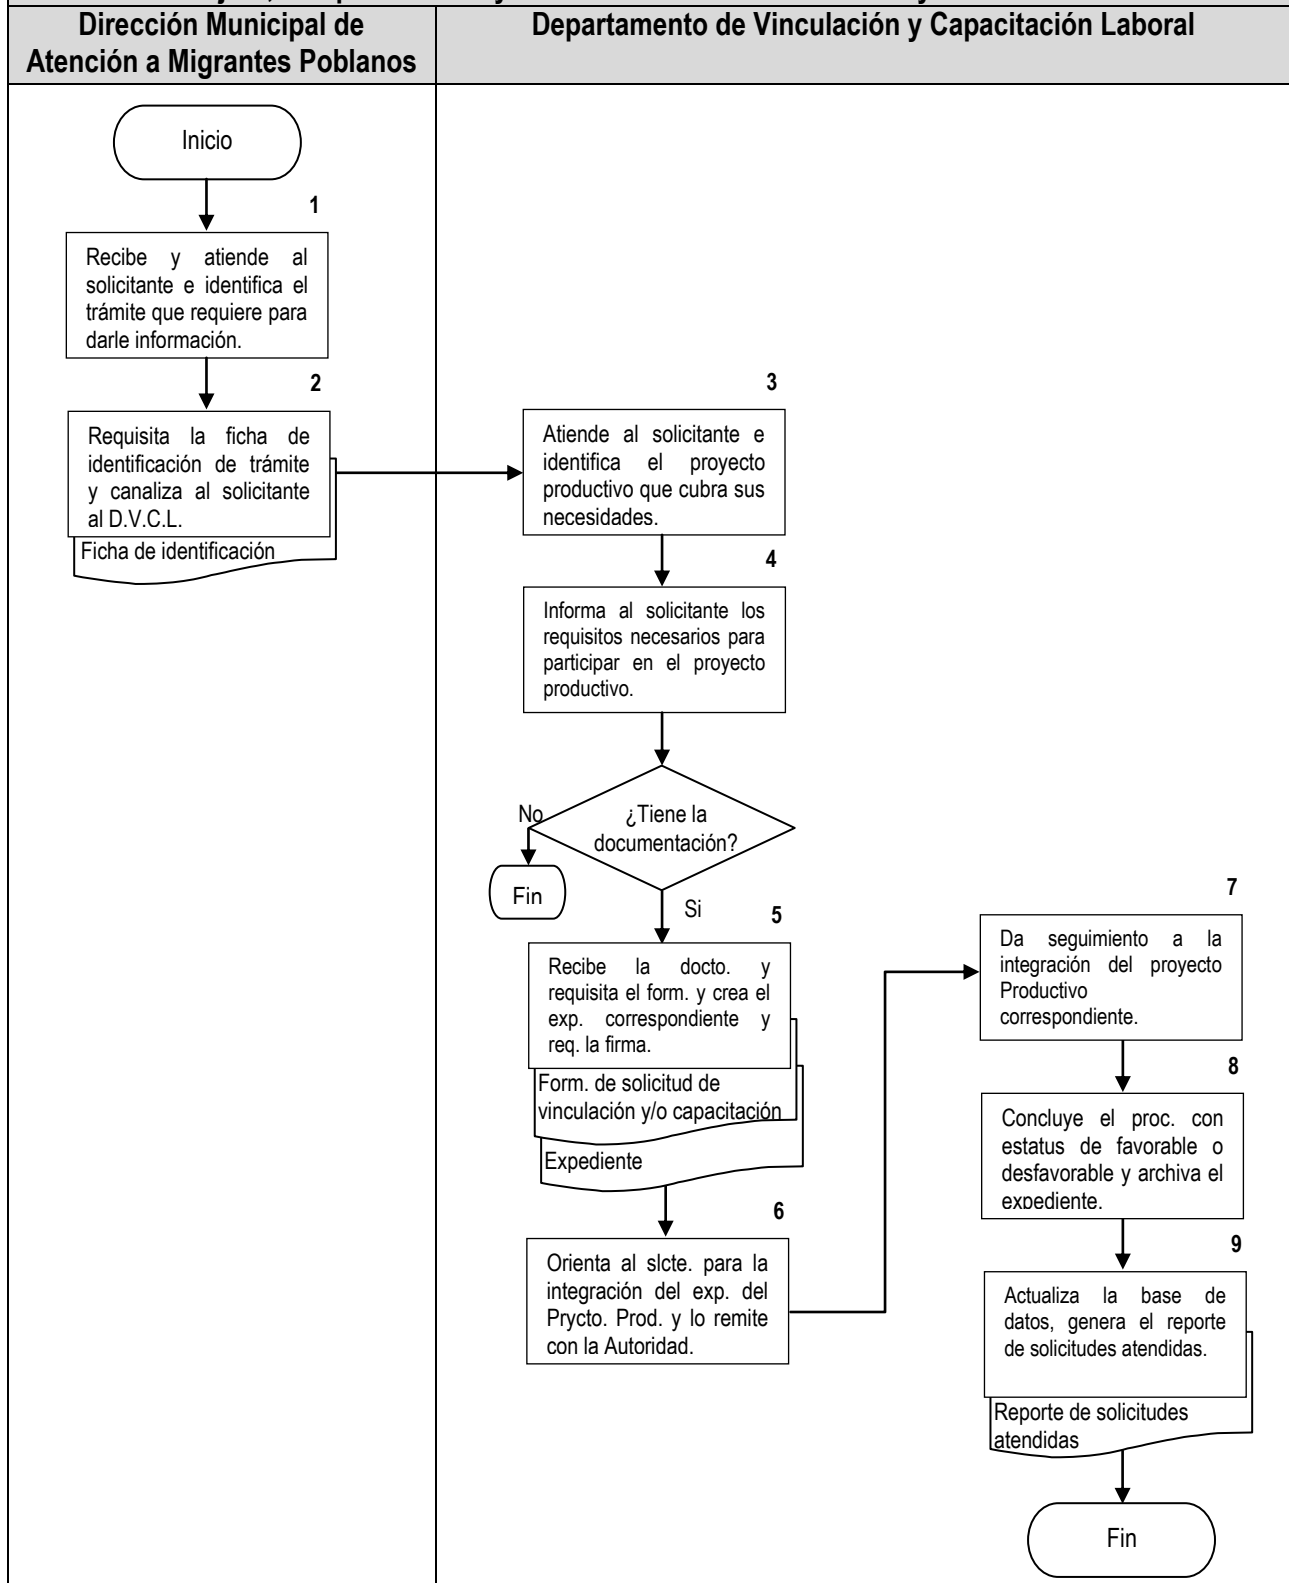 Dirección Municipal de
Atención a Migrantes Poblanos
Departamento de Vinculación y Capacitación Laboral
Inicio
1
Recibe y atiende al
solicitante e identifica el
trámite que requiere para
darle información.
2
Requisita la ficha de
identificación de trámite
y canaliza al solicitante
al D.V.C.L.
Ficha de identificación
3
Atiende al solicitante e
identifica el proyecto
productivo que cubra sus
necesidades.
4
Informa al solicitante los
requisitos necesarios para
participar en el proyecto
productivo.
¿Tiene la
documentación?
No
Fin
Si
5
Recibe la docto. y
requisita el form. y crea el
exp. correspondiente y
req. la firma.
Form. de solicitud de
vinculación y/o capacitación
Expediente
6
Orienta al slcte. para la
integración del exp. del
Prycto. Prod. y lo remite
con la Autoridad.
7
Da seguimiento a la
integración del proyecto
Productivo
correspondiente.
8
Concluye el proc. con
estatus de favorable o
desfavorable y archiva el
expediente.
9
Actualiza la base de
datos, genera el reporte
de solicitudes atendidas.
Reporte de solicitudes
atendidas
Fin